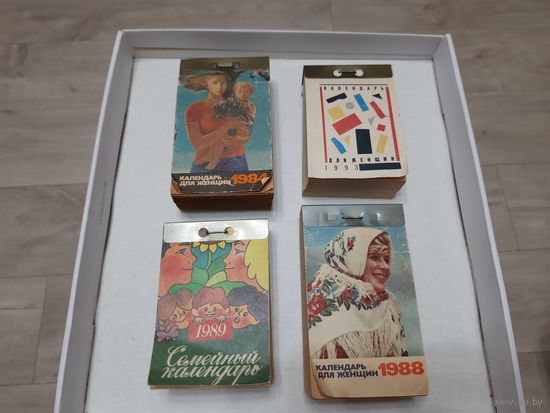 КАЛЕНДАРЬ
ДЛЯ ЖЕНЩИН 1984
КАЛЕНДАРЬ
ДЛЯ ЖЕНЩИН
1993
1989
Семейный
календарь
КАЛЕНДАРЬ
ДЛЯ ЖЕНЩИН 1988